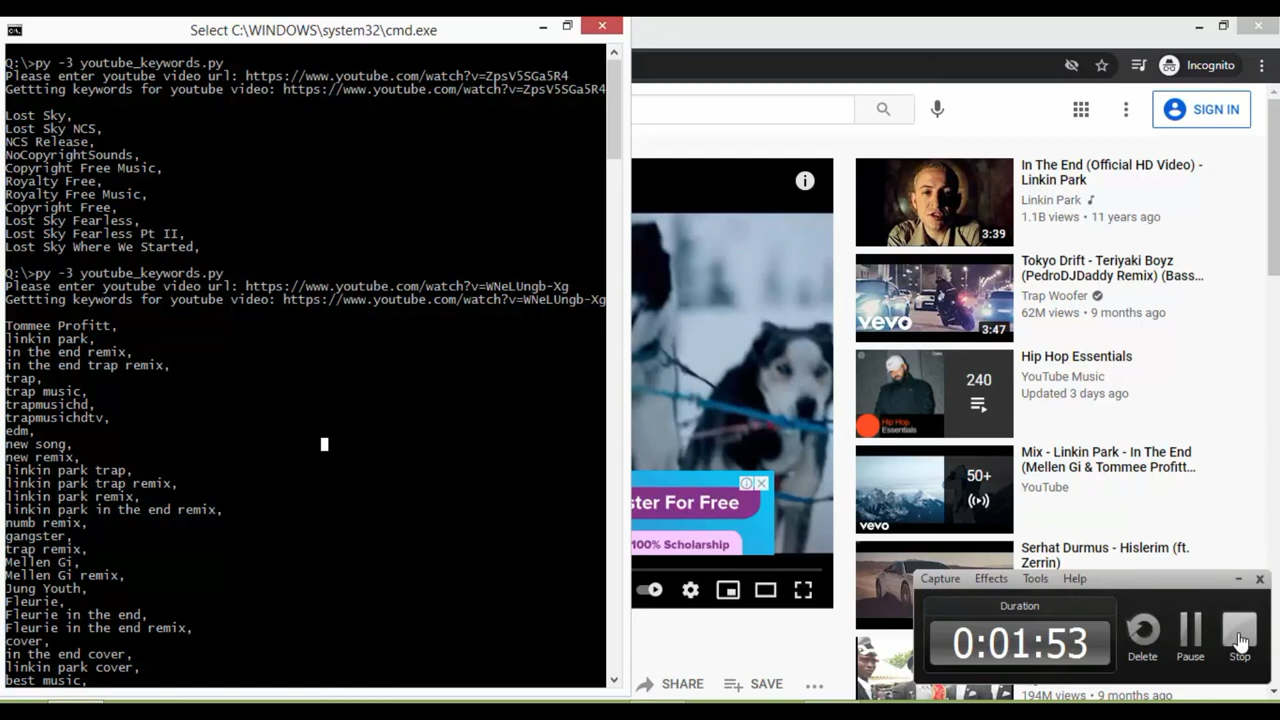 Select C:\WINDOWS\system32\cmd.exe
Q:\>py -3 youtube_keywords.py
Please enter youtube video url: https://www.youtube.com/watch?v=ZpsV5SGa5R4
Gettting keywords for youtube video: https://www.youtube.com/watch?v=ZpsV5SGa5R4
Lost Sky,
Lost Sky NCS,
NCS Release,
NoCopyrightSounds,
Copyright Free Music,
Royalty Free,
Royalty Free Music,
Copyright Free,
Lost Sky Fearless,
Lost Sky Fearless Pt II,
Lost Sky Where We Started,
Q:\>py -3 youtube_keywords.py
Please enter youtube video url: https://www.youtube.com/watch?v=WNeLUngb-Xg
Gettting keywords for youtube video: https://www.youtube.com/watch?v=WNeLUngb-Xg
Tommee Profitt,
linkin park,
in the end remix,
in the end trap remix,
trap,
trap music,
trapmusichd,
trapmusichdtv,
edm,
new song,
new remix,
linkin park trap,
linkin park trap remix,
linkin park remix,
linkin park in the end remix,
numb remix,
gangster,
trap remix,
Mellen Gi,
Mellen Gi remix,
Jung Youth,
Fleurie,
Fleurie in the end,
Fleurie in the end remix,
cover,
in the end cover,
linkin park cover,
best music,
Incognito
SIGN IN
ster For Free
100% Scholarship
SHARE
SAVE
In The End (Official HD Video) -
Linkin Park
Linkin Park
1.1B views • 11 years ago
3:39
Tokyo Drift - Teriyaki Boyz
(PedroDJDaddy Remix) (Bass...
Trap Woofer
62M views • 9 months ago
vevo
3:47
Hip Hop Essentials
YouTube Music
Updated 3 days ago
240
Hip Hop
Essentials
Mix - Linkin Park - In The End
(Mellen Gi & Tommee Profitt...
YouTube
50+
vevo
Serhat Durmus - Hislerim (ft.
Zerrin)
Capture Effects Tools Help
Duration
0:01:53
Delete
Pause
Stop
194M views • 9 months ago